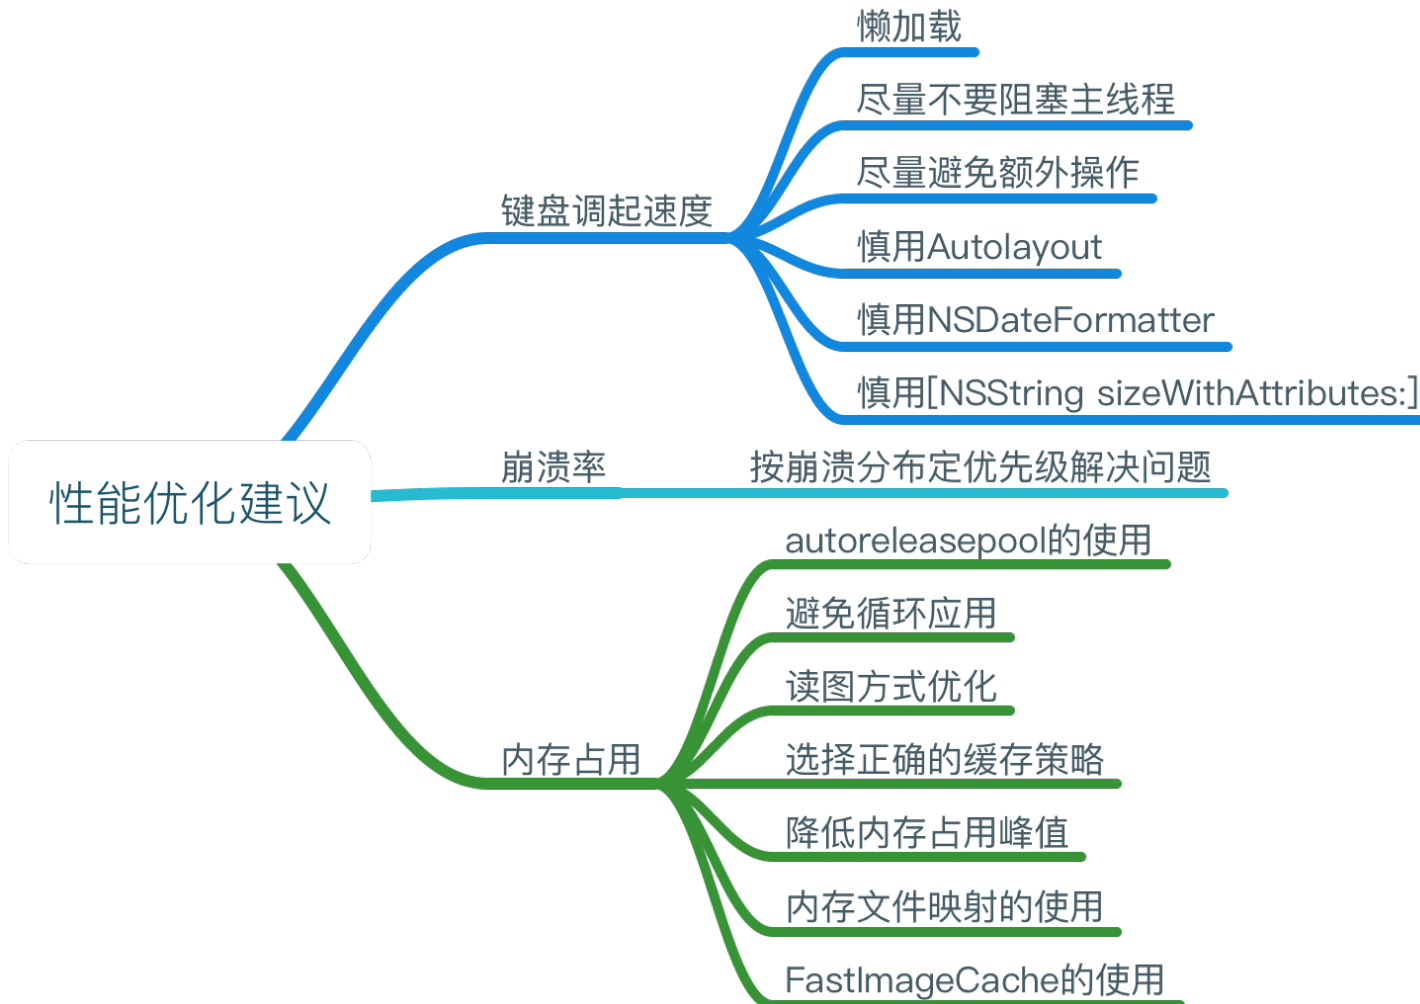 懒加载
尽量不要阻塞主线程
尽量避免额外操作
键盘调起速度
慎用Autolayout
慎用NSDateFormatter
慎用[NSString sizeWithAttributes:]
崩溃率
按崩溃分布定优先级解决问题
性能优化建议
autoreleasepool的使用
避免循环应用
读图方式优化
内存占用
选择正确的缓存策略
降低内存占用峰值
内存文件映射的使用
FastImageCache的使用